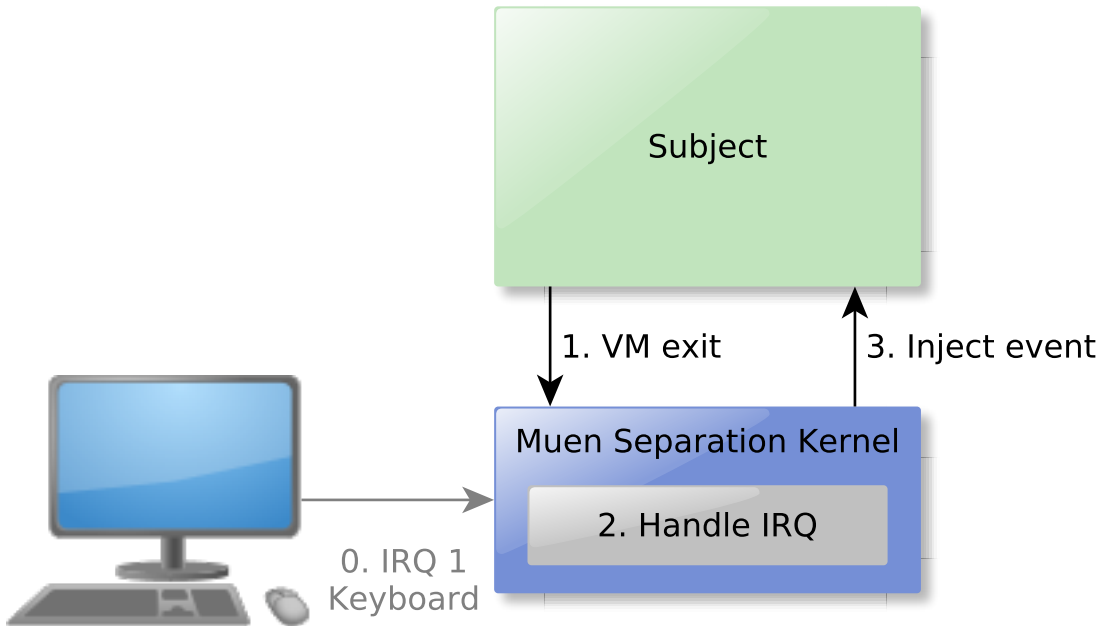 Subject
1. VM exit
3. Inject event
Muen Separation Kernel
2. Handle IRQ
0. IRQ 1
Keyboard